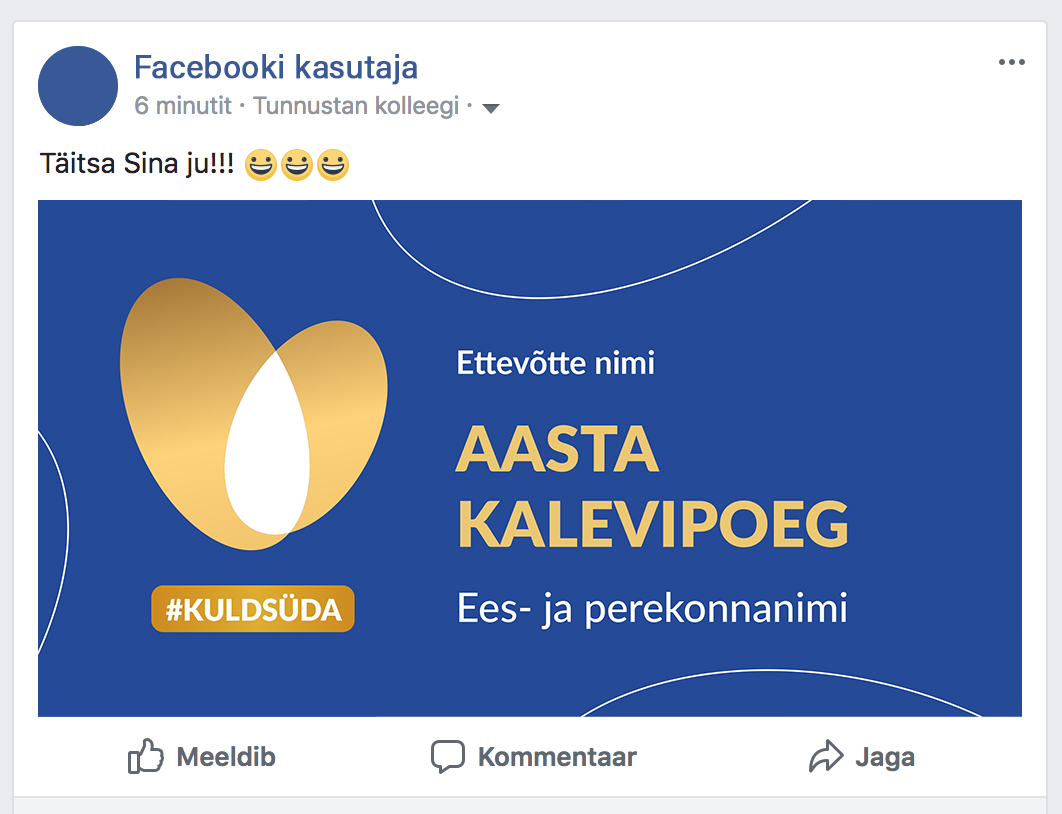 Facebooki kasutaja
6 minutit · Tunnustan kolleegi ·
Täitsa Sina ju!!! 😀😀😀
Ettevõtte nimi
AASTA
KALEVIPOEG
Ees- ja perekonnanimi
#KULDSÜDA
Meeldib
Kommentaar
Jaga